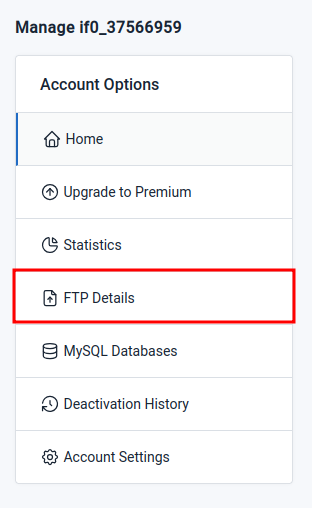 Manage if0_37566959
Account Options
Home
Upgrade to Premium
Statistics
FTP Details
MySQL Databases
Deactivation History
Account Settings